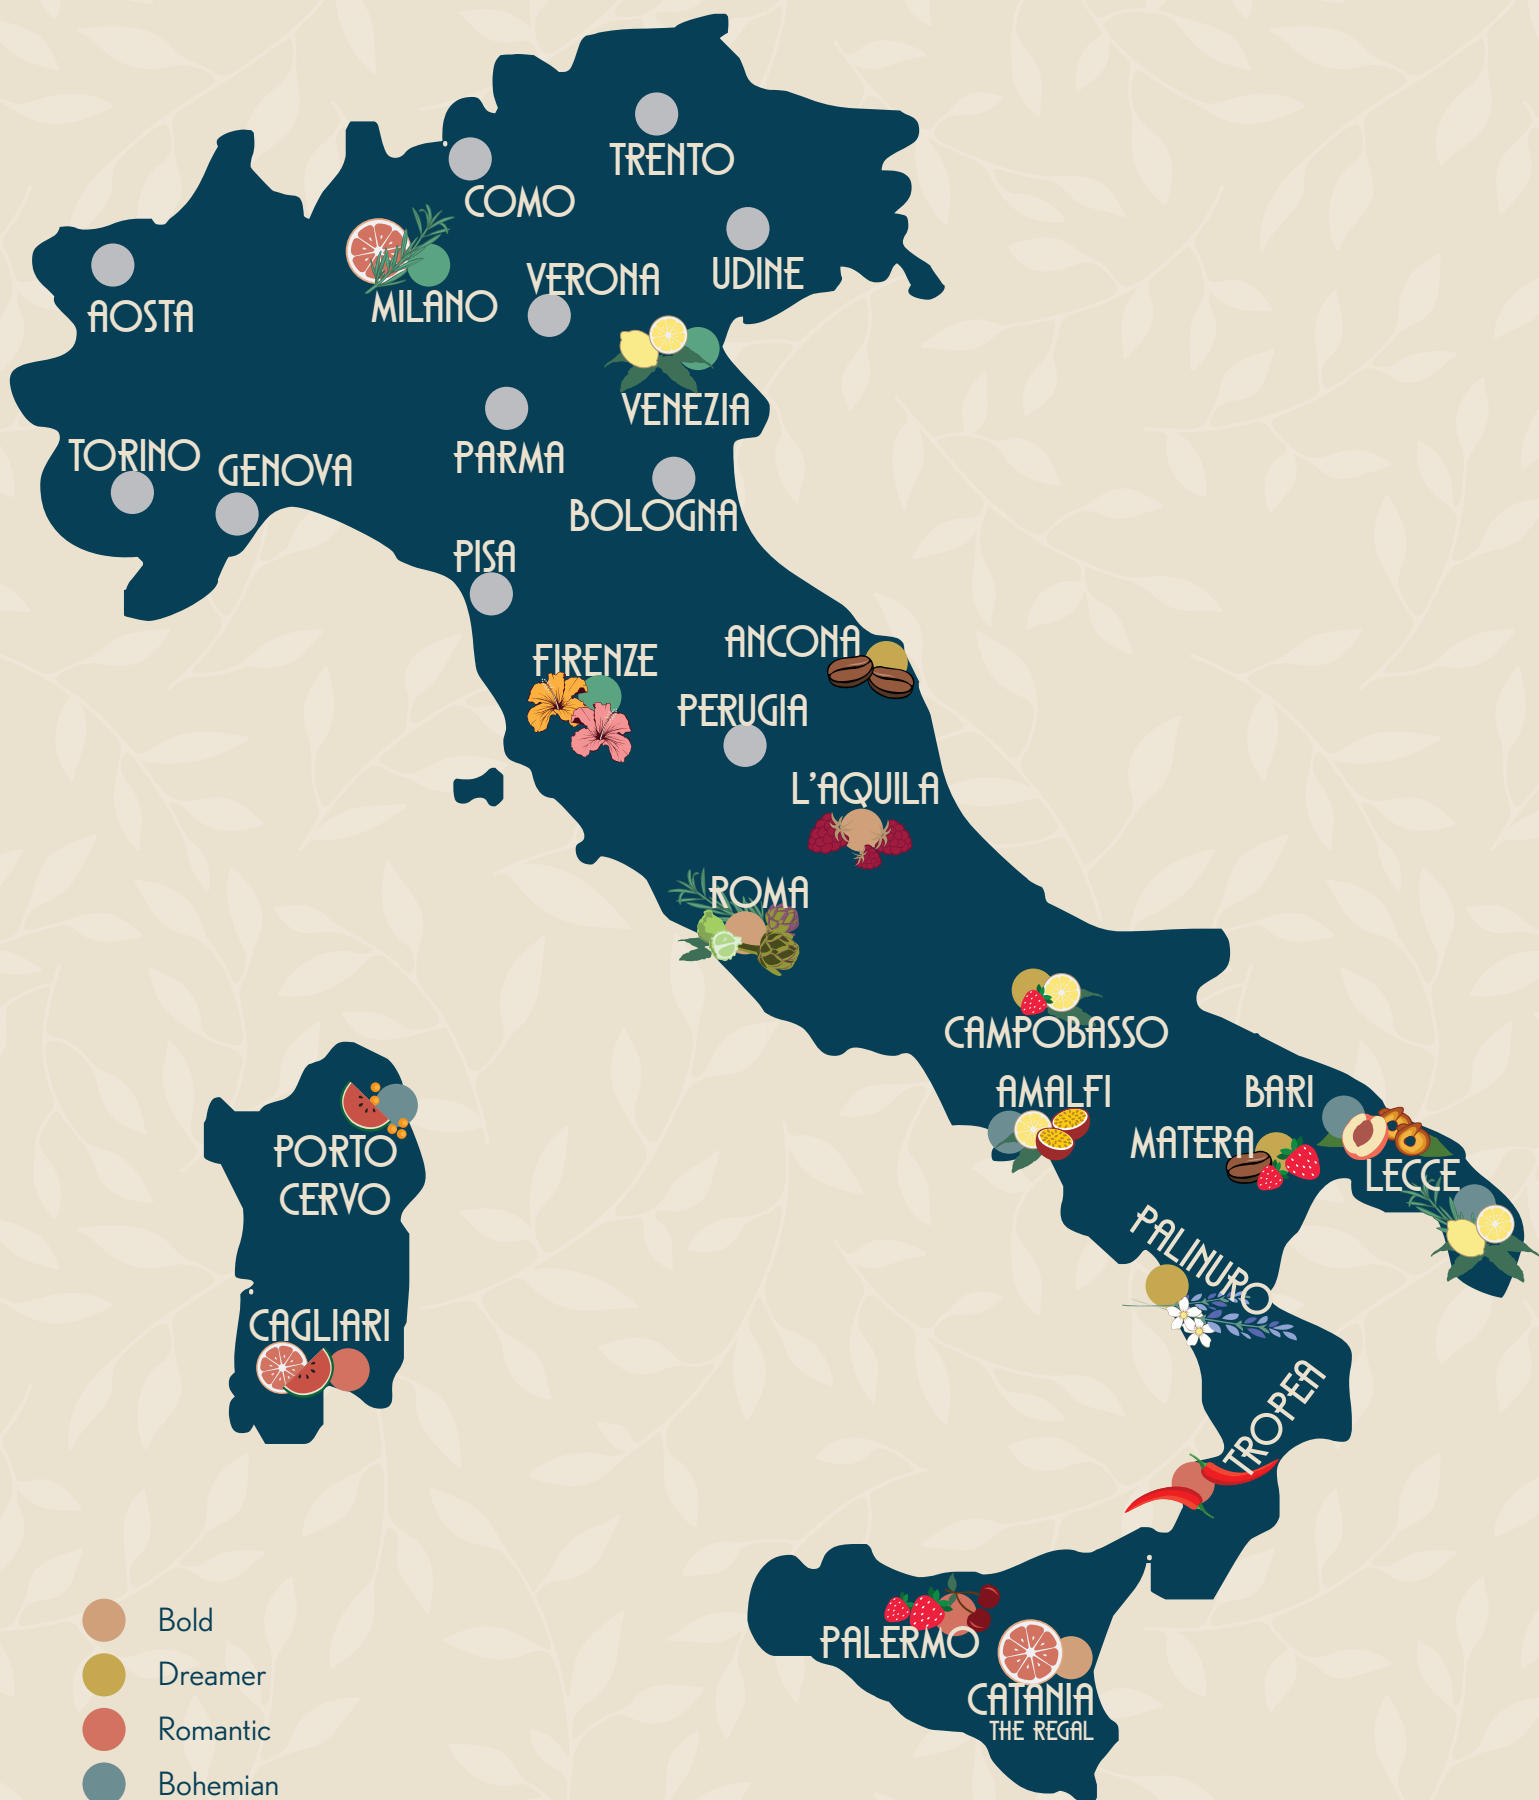 TRENTO
COMO
UDINE
VERONA
MILANO
AOSTA
VENEZIA
TORINO
GENOVA
PARMA
BOLOGNA
PISA
ANCONA
FIRENZE
PERUGIA
L'AQUILA
ROMA
CAMPOBASSO
AMALFI
BARI
MATERA
LECCE
PORTO
CERVO
PALINURO
CAGLIARI
TROPEA
PALERMO
CATANIA
THE REGAL
Bold
Dreamer
Romantic
Bohemian